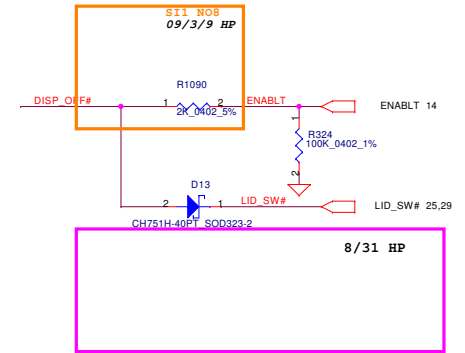 SI1 NO8
09/3/9 HP
R1090
DISP_OFF# 1 2 ENABLT ENABLT 14
2K_0402_5%
1
R324
100K_0402_1%
2
D13
2 1 LID_SW# LID_SW# 25,29
CH751H-40PT_SOD323-2
8/31 HP